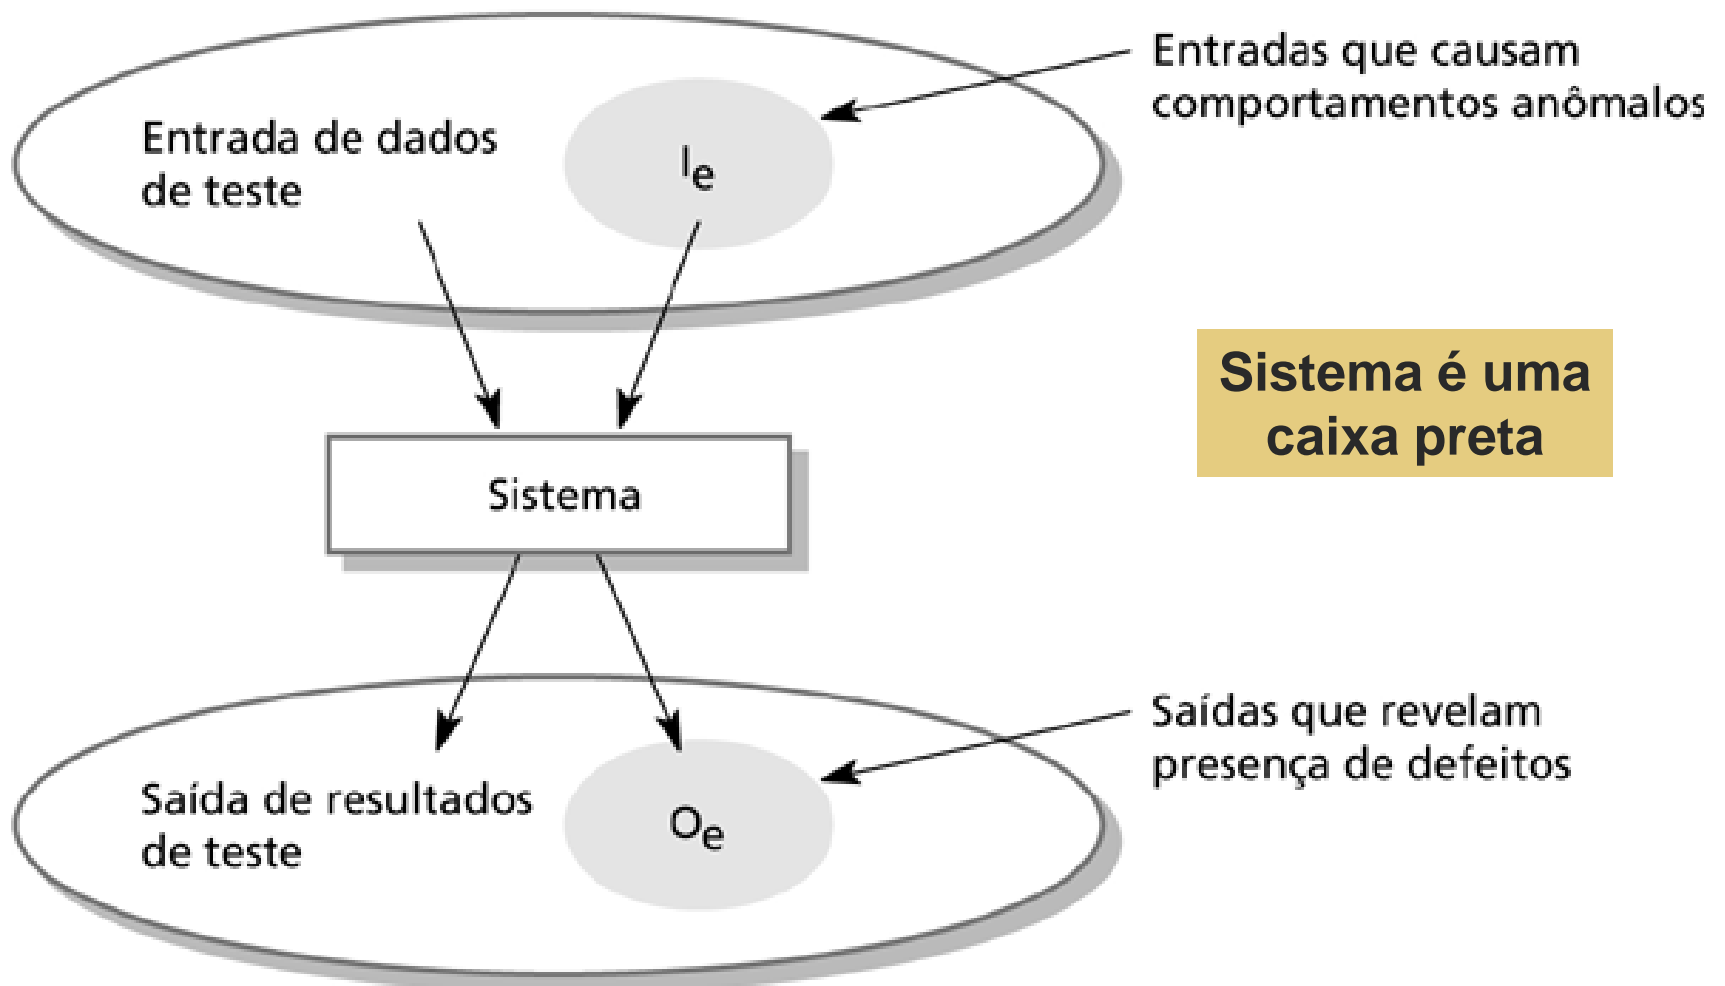 Entradas que causam
comportamentos anômalos
Entrada de dados
de teste
Ie
Sistema é uma
caixa preta
Sistema
Saídas que revelam
presença de defeitos
Saída de resultados
de teste
Oe